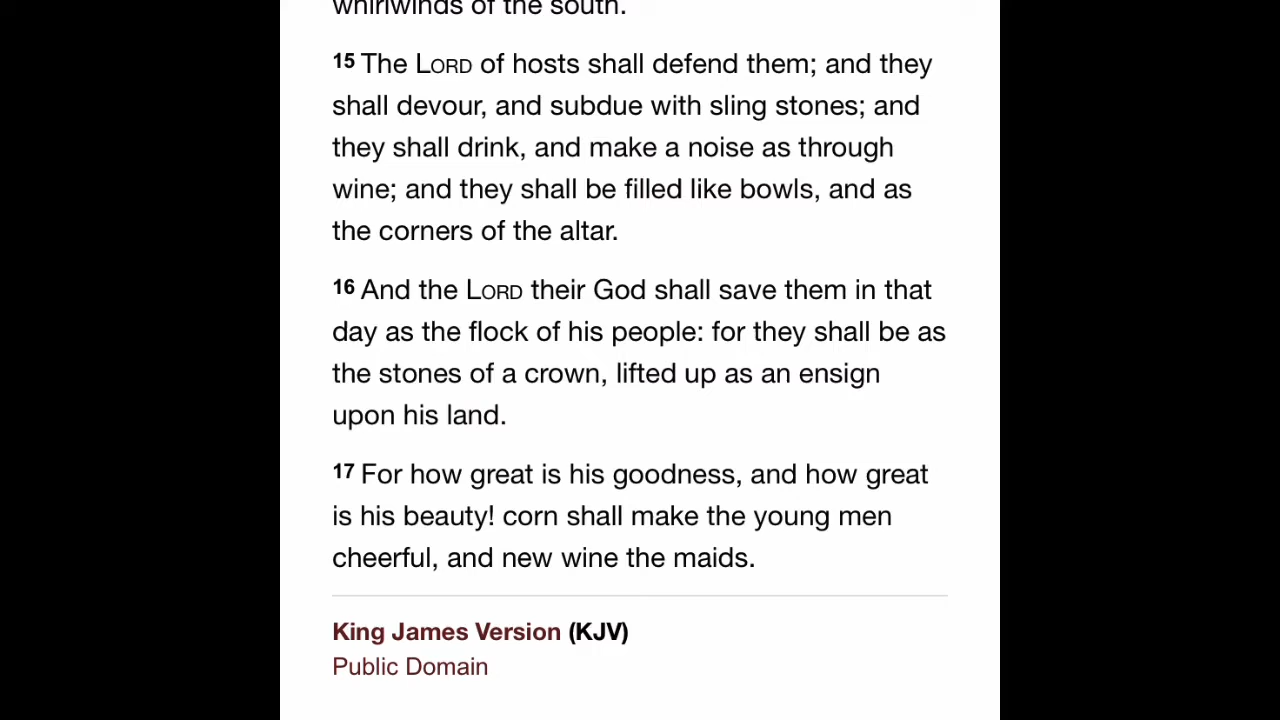 whirlwinds of the south.
15 The LORD of hosts shall defend them; and they
shall devour, and subdue with sling stones; and
they shall drink, and make a noise as through
wine; and they shall be filled like bowls, and as
the corners of the altar.
16 And the LORD their God shall save them in that
day as the flock of his people: for they shall be as
the stones of a crown, lifted up as an ensign
upon his land.
17 For how great is his goodness, and how great
is his beauty! corn shall make the young men
cheerful, and new wine the maids.
King James Version (KJV)
Public Domain